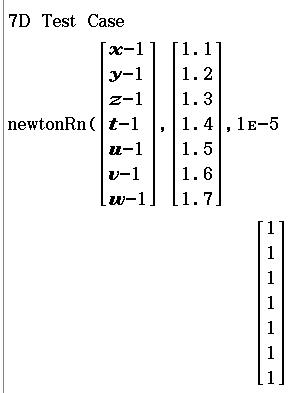 7D Test Case
x-1 1.1
y-1 1.2
z-1 1.3
newtonRn( t-1 , 1.4 ,1ᴇ-5
u-1 1.5
v-1 1.6
w-1 1.7
1
1
1
1
1
1
1